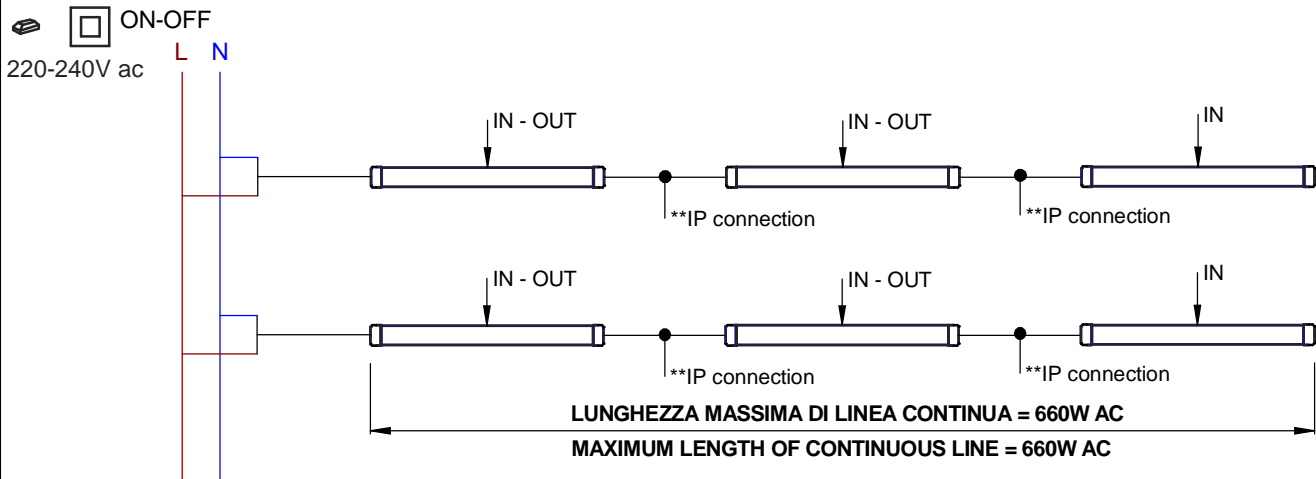 ON-OFF
L N
220-240V ac
IN - OUT IN - OUT IN
**IP connection **IP connection
IN - OUT IN - OUT IN
**IP connection **IP connection
LUNGHEZZA MASSIMA DI LINEA CONTINUA = 660W AC
MAXIMUM LENGTH OF CONTINUOUS LINE = 660W AC